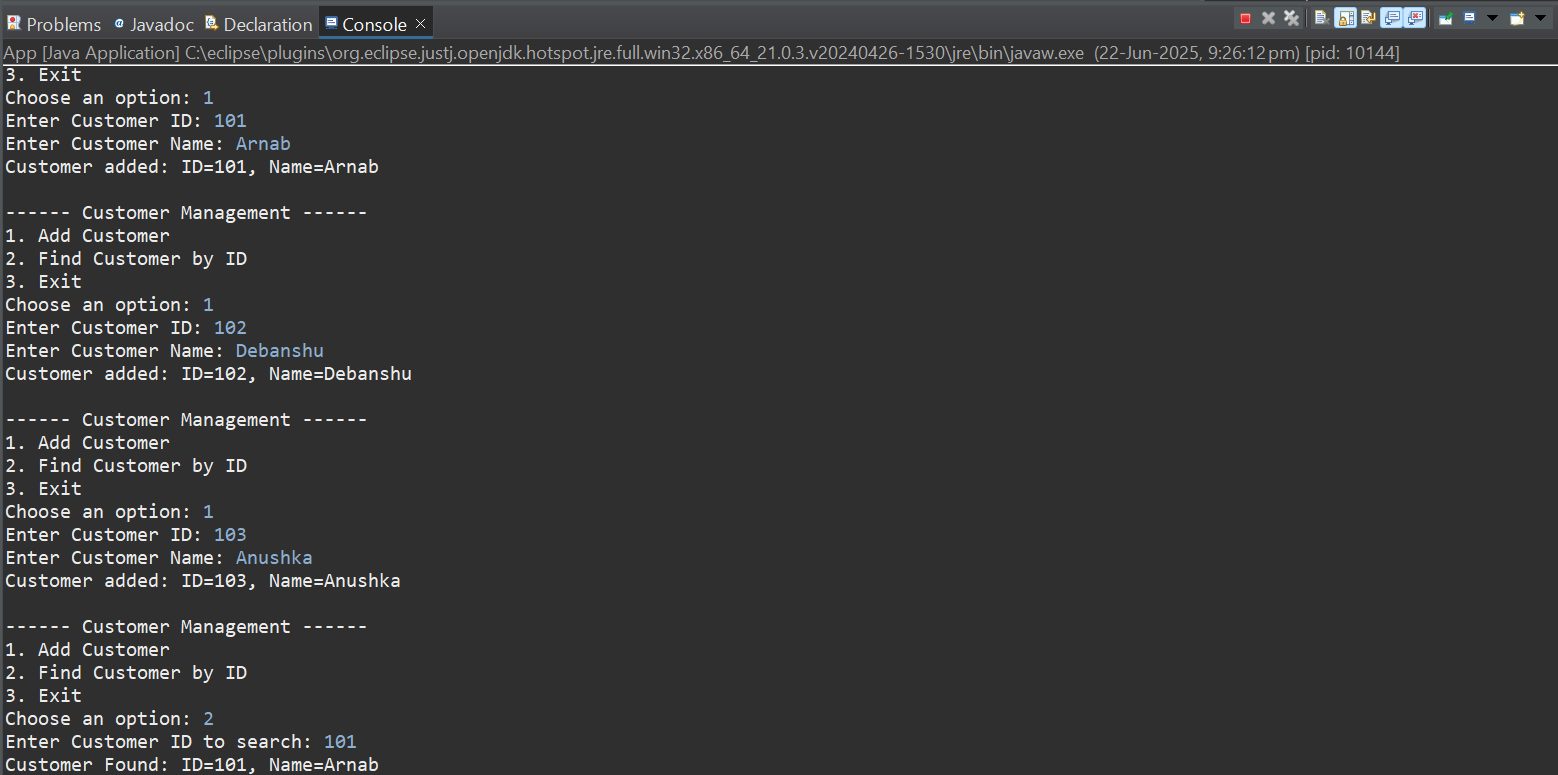 Problems Javadoc Declaration Console
App [Java Application] C:\eclipse\plugins\org.eclipse.justj.openjdk.hotspot.jre.full.win32.x86_64_21.0.3.v20240426-1530\jre\bin\javaw.exe (22-Jun-2025, 9:26:12 pm) [pid: 10144]
3. Exit
Choose an option: 1
Enter Customer ID: 101
Enter Customer Name: Arnab
Customer added: ID=101, Name=Arnab
------ Customer Management ------
1. Add Customer
2. Find Customer by ID
3. Exit
Choose an option: 1
Enter Customer ID: 102
Enter Customer Name: Debanshu
Customer added: ID=102, Name=Debanshu
------ Customer Management ------
1. Add Customer
2. Find Customer by ID
3. Exit
Choose an option: 1
Enter Customer ID: 103
Enter Customer Name: Anushka
Customer added: ID=103, Name=Anushka
------ Customer Management ------
1. Add Customer
2. Find Customer by ID
3. Exit
Choose an option: 2
Enter Customer ID to search: 101
Customer Found: ID=101, Name=Arnab